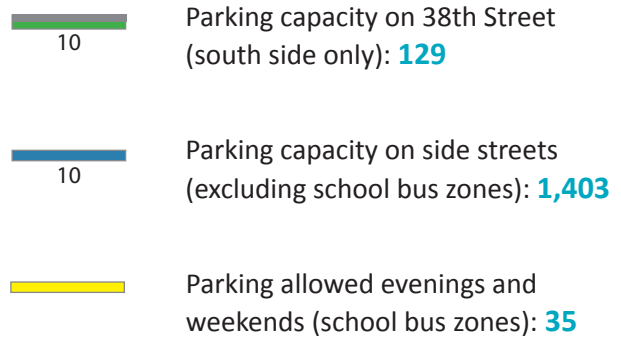 Parking capacity on 38th Street
10
(south side only): 129
Parking capacity on side streets
10
(excluding school bus zones): 1,403
Parking allowed evenings and
weekends (school bus zones): 35